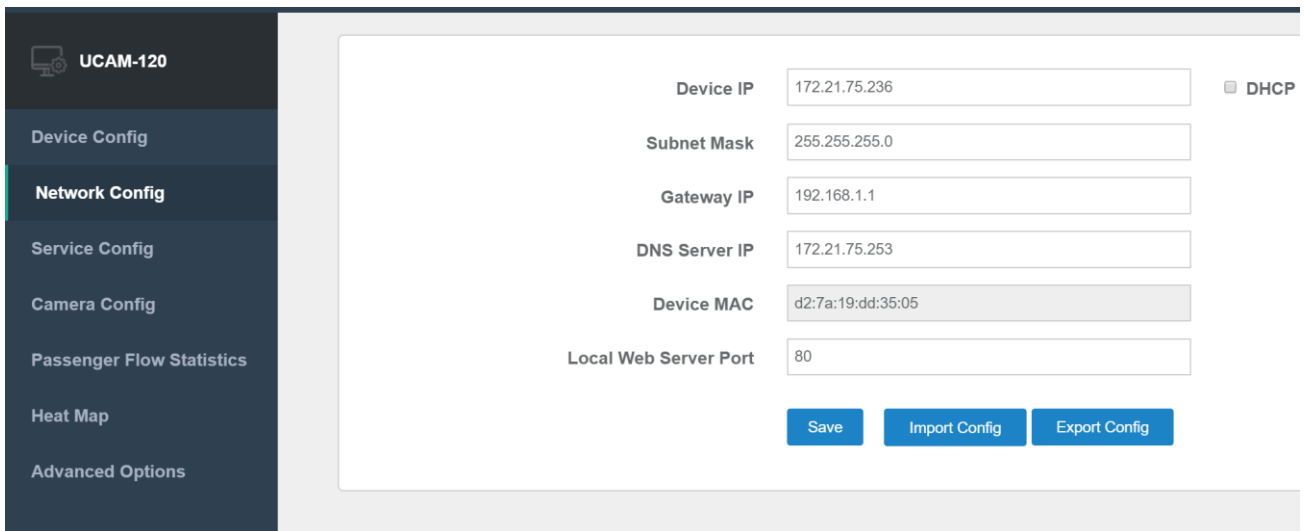 UCAM-120
Device Config
Network Config
Service Config
Camera Config
Passenger Flow Statistics
Heat Map
Advanced Options
Device IP 172.21.75.236 DHCP
Subnet Mask 255.255.255.0
Gateway IP 192.168.1.1
DNS Server IP 172.21.75.253
Device MAC d2:7a:19:dd:35:05
Local Web Server Port 80
Save Import Config Export Config